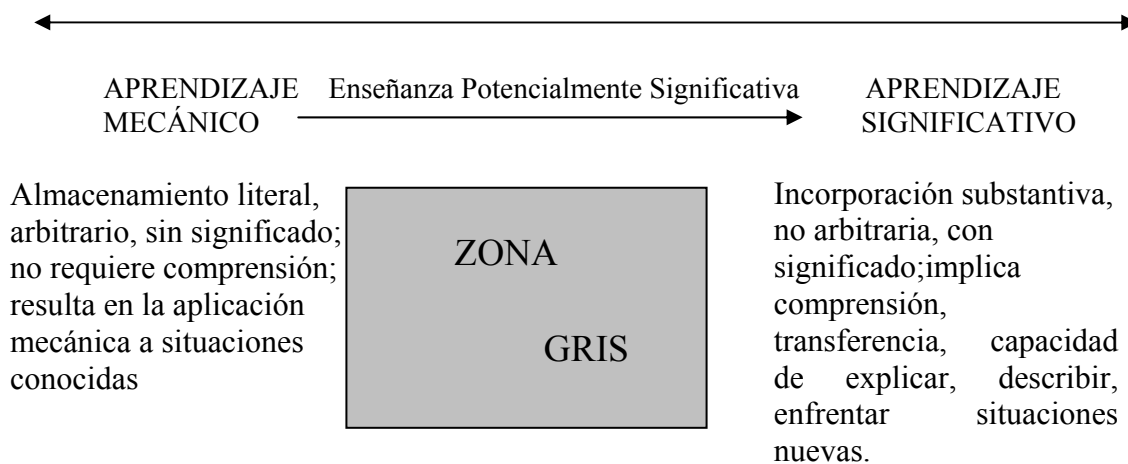 APRENDIZAJE MECÁNICO
Enseñanza Potencialmente Significativa
APRENDIZAJE SIGNIFICATIVO
Almacenamiento literal,
arbitrario, sin significado;
no requiere comprensión;
resulta en la aplicación
mecánica a situaciones
conocidas
ZONA
GRIS
Incorporación substantiva,
no arbitraria, con
significado;implica
comprensión,
transferencia, capacidad
de explicar, describir,
enfrentar situaciones
nuevas.